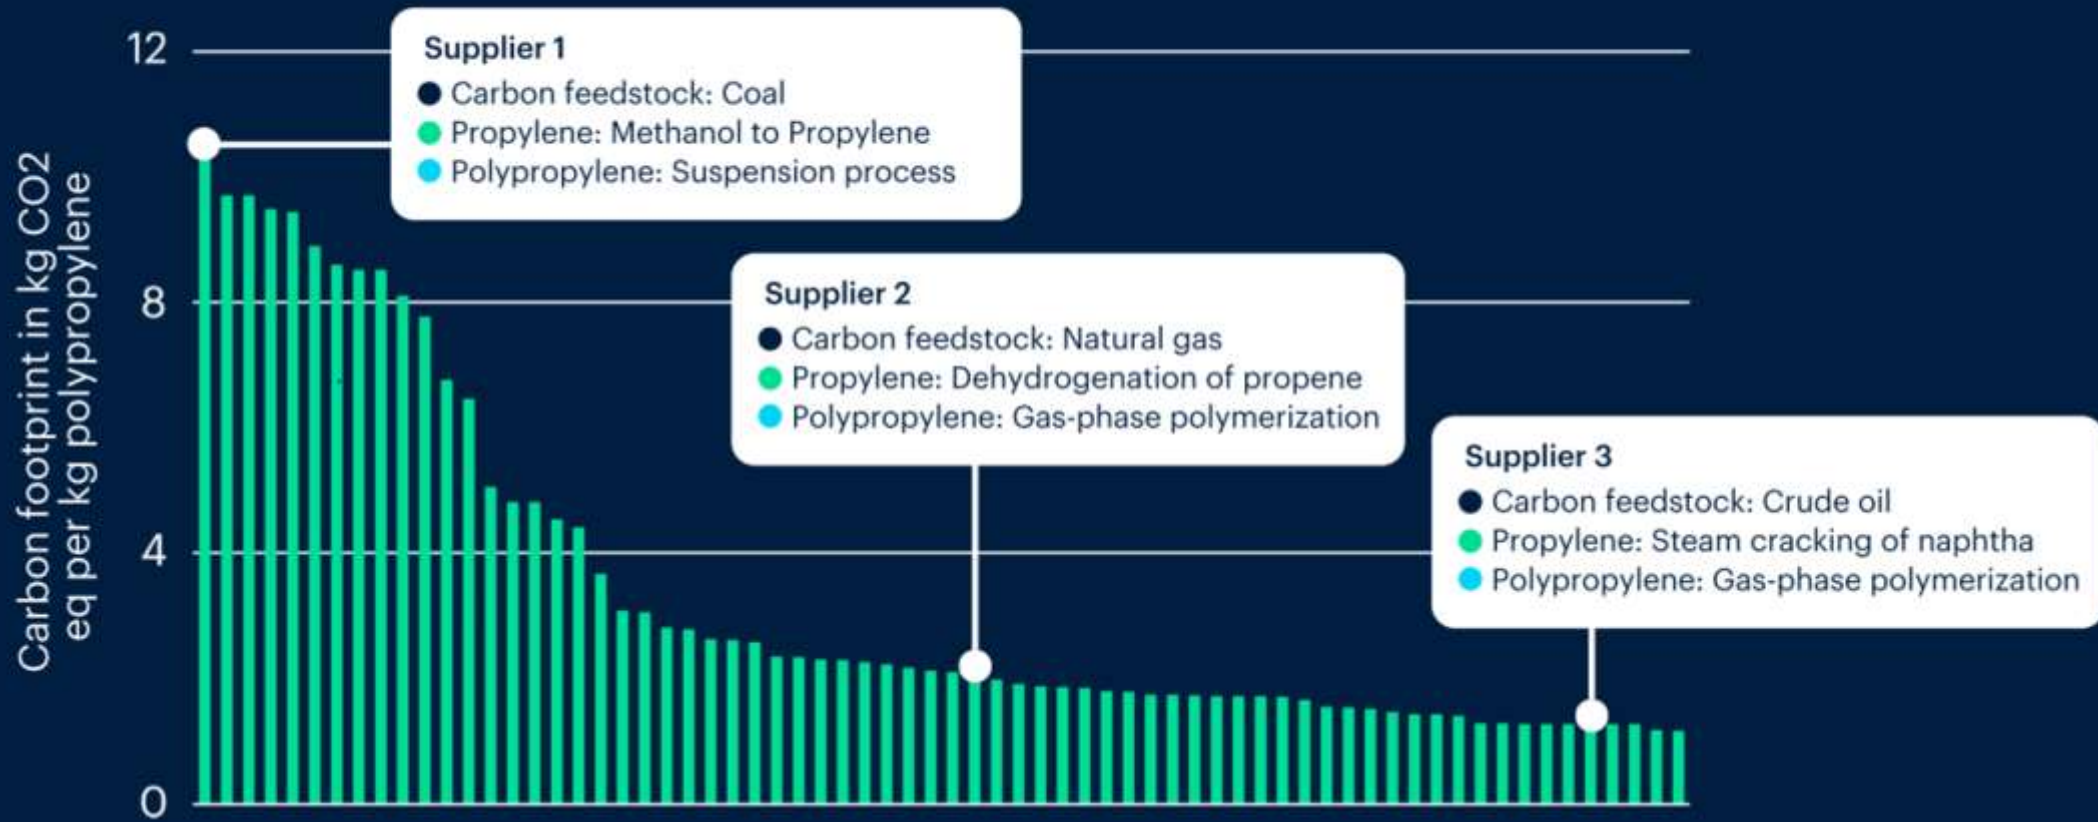 Carbon footprint in kg CO2
eq per kg polypropylene
12
8
4
0
Supplier 1
Carbon feedstock: Coal
Propylene: Methanol to Propylene
Polypropylene: Suspension process
Supplier 2
Carbon feedstock: Natural gas
Propylene: Dehydrogenation of propene
Polypropylene: Gas-phase polymerization
Supplier 3
Carbon feedstock: Crude oil
Propylene: Steam cracking of naphtha
Polypropylene: Gas-phase polymerization